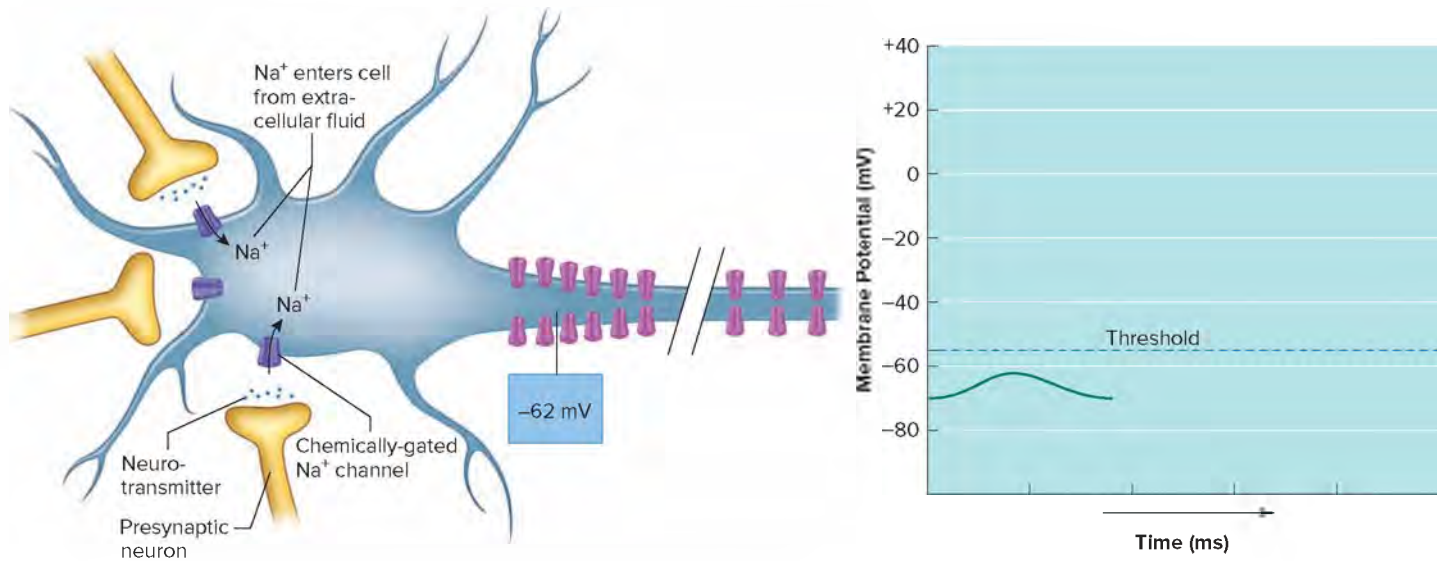 Na⁺ enters cell
from extra-
cellular fluid
Na⁺
Na⁺
–62 mV
Neuro-
transmitter
Chemically-gated
Na⁺ channel
Presynaptic
neuron
Membrane Potential (mV)
+40
+20
0
–20
–40
Threshold
–60
–80
Time (ms)